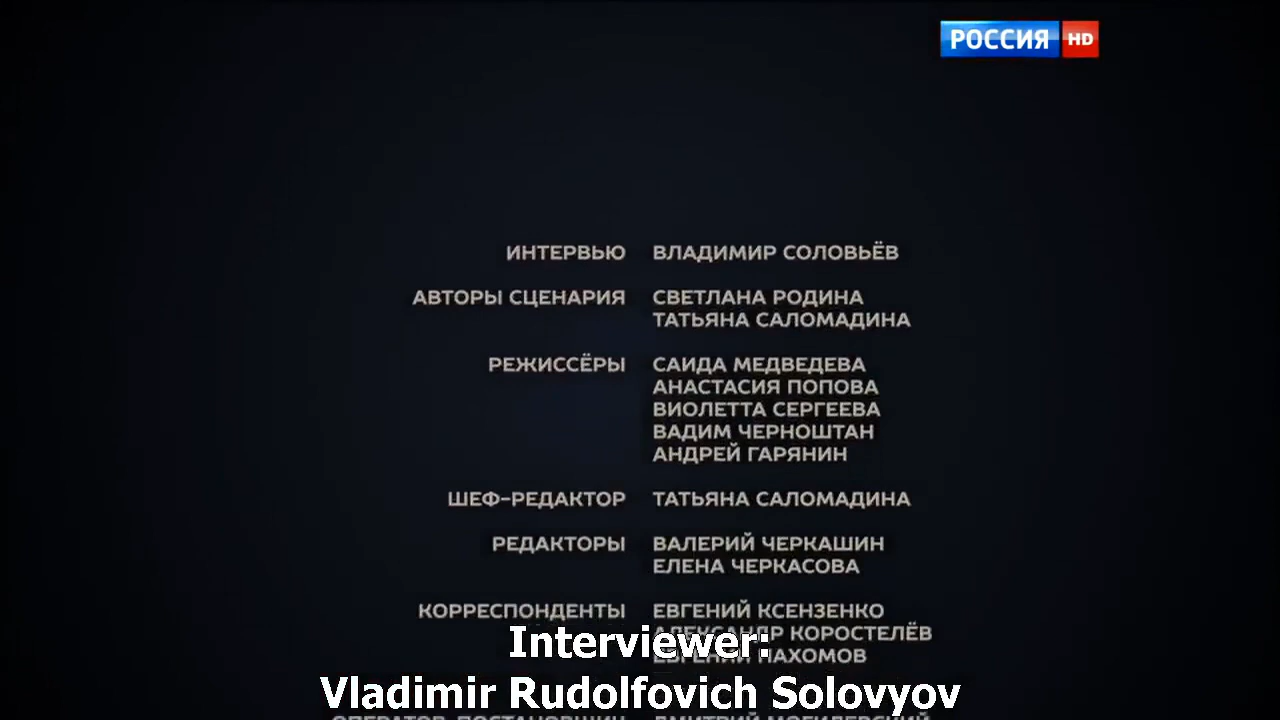 РОССИЯ HD
ИНТЕРВЬЮ ВЛАДИМИР СОЛОВЬЁВ
АВТОРЫ СЦЕНАРИЯ СВЕТЛАНА РОДИНА
ТАТЬЯНА САЛОМАДИНА
РЕЖИССЁРЫ САИДА МЕДВЕДЕВА
АНАСТАСИЯ ПОПОВА
ВИОЛЕТТА СЕРГЕЕВА
ВАДИМ ЧЕРНОШТАН
АНДРЕЙ ГАРЯНИН
ШЕФ-РЕДАКТОР ТАТЬЯНА САЛОМАДИНА
РЕДАКТОРЫ ВАЛЕРИЙ ЧЕРКАШИН
ЕЛЕНА ЧЕРКАСОВА
КОРРЕСПОНДЕНТЫ ЕВГЕНИЙ КСЕНЗЕНКО
АЛЕКСАНДР КОРОСТЕЛЁВ
ЕВГЕНИЙ ПАХОМОВ
Interviewer:
Vladimir Rudolfovich Solovyov